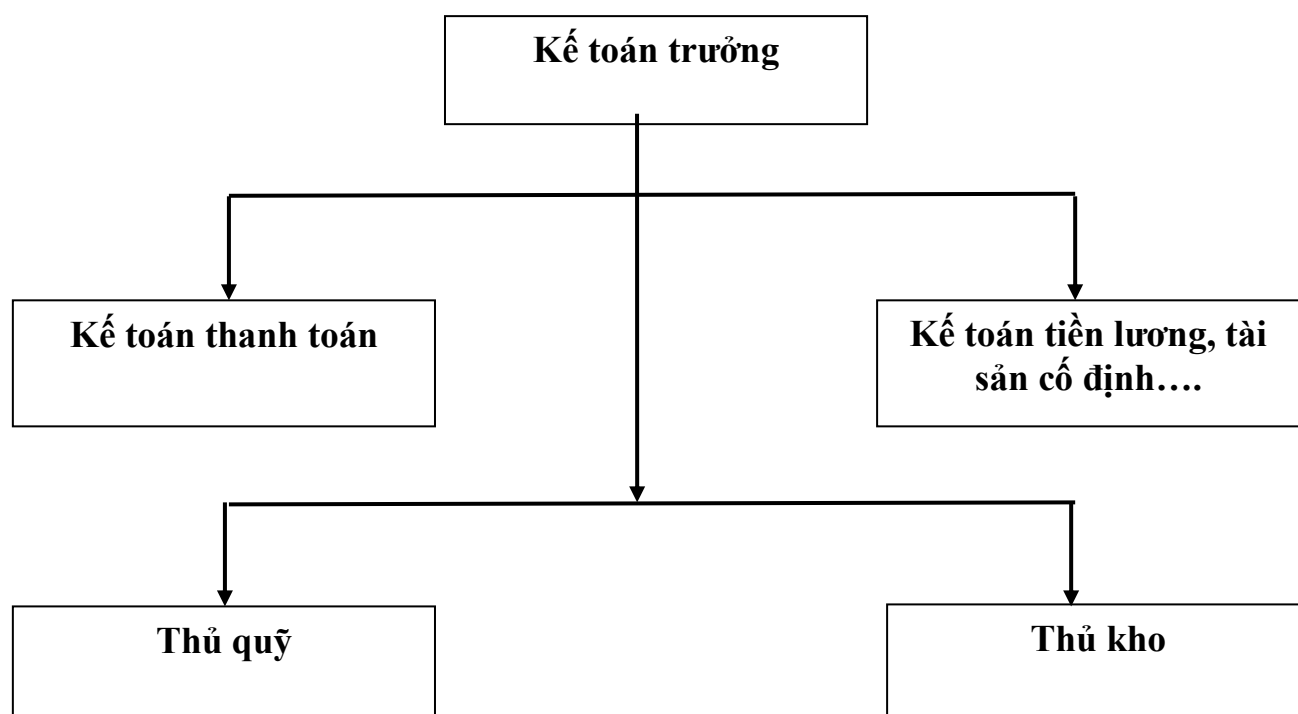 Kế toán trưởng
Kế toán thanh toán
Kế toán tiền lương, tài
sản cố định….
Thủ quỹ
Thủ kho